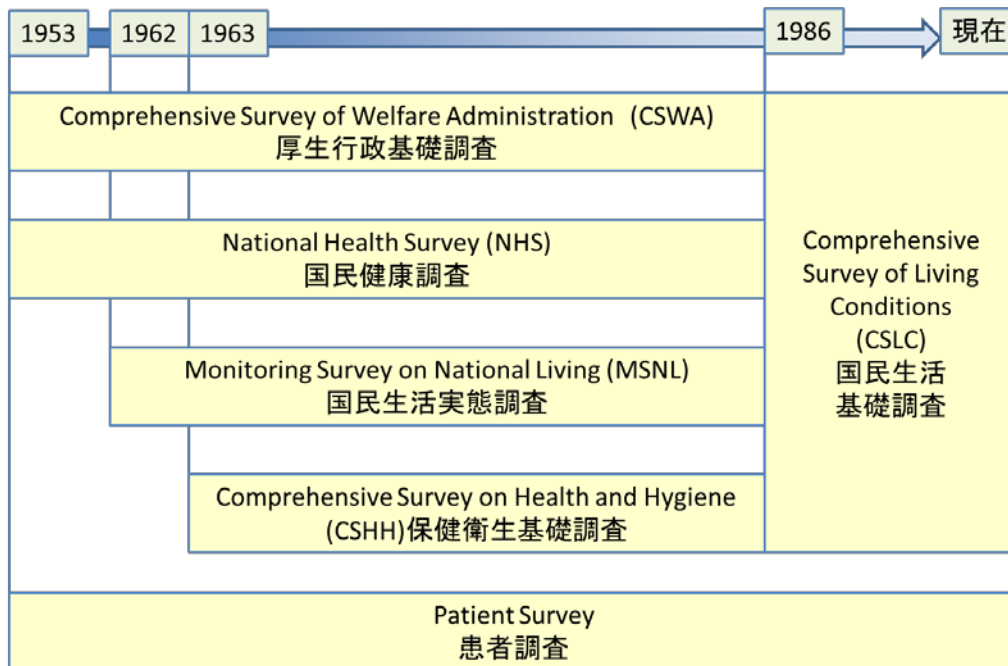 1953
1962
1963
1986
現在
Comprehensive Survey of Welfare Administration (CSWA)
厚生行政基礎調査
National Health Survey (NHS)
国民健康調査
Monitoring Survey on National Living (MSNL)
国民生活実態調査
Comprehensive Survey on Health and Hygiene
(CSHH)保健衛生基礎調査
Comprehensive
Survey of Living
Conditions
(CSLC)
国民生活
基礎調査
Patient Survey
患者調査